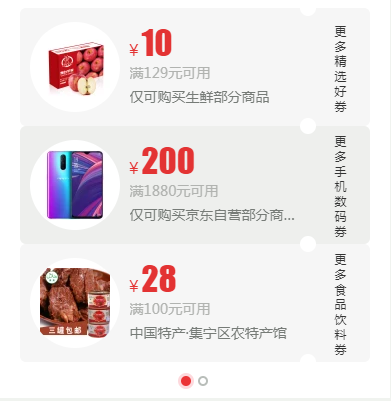 ¥10
满129元可用
仅可购买生鲜部分商品
更多精选好券
¥200
满1880元可用
仅可购买京东自营部分商...
更多手机数码券
三罐包邮
¥28
满100元可用
中国特产·集宁区农特产馆
更多食品饮料券